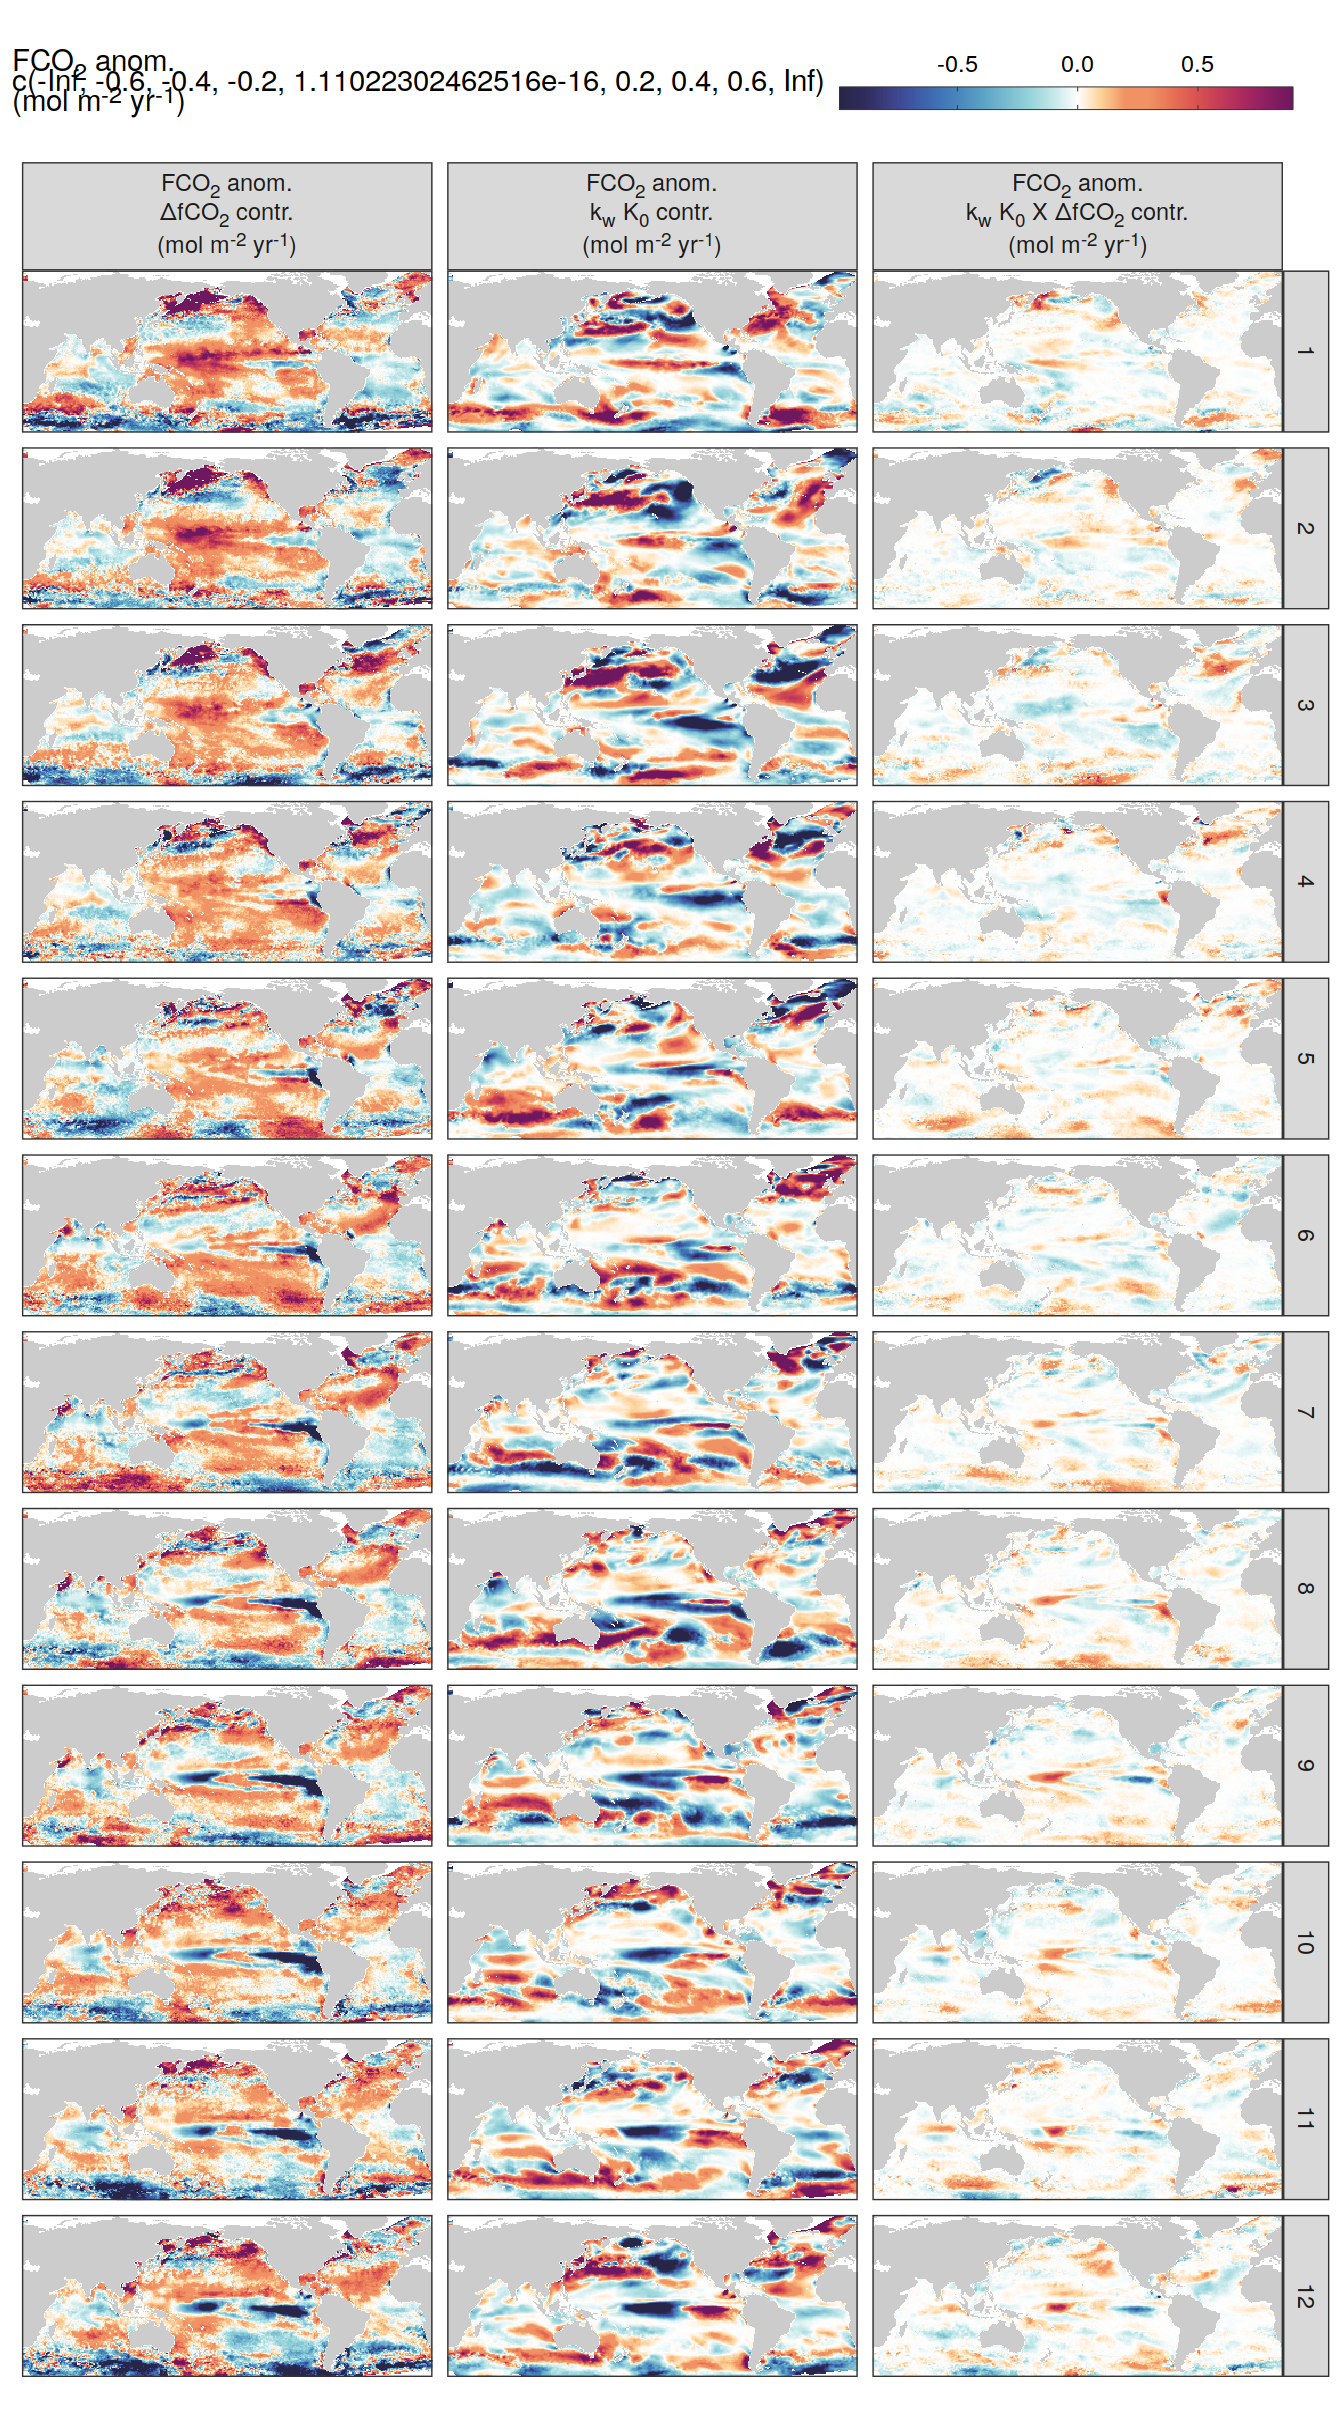 FCO₂ anom.
c(-Inf, -0.6, -0.4, -0.2, 1.11022302462516e-16, 0.2, 0.4, 0.6, Inf)
(mol m⁻² yr⁻¹)
-0.5 0.0 0.5
FCO₂ anom.
ΔfCO₂ contr.
(mol m⁻² yr⁻¹)
FCO₂ anom.
k_w K₀ contr.
(mol m⁻² yr⁻¹)
FCO₂ anom.
k_w K₀ X ΔfCO₂ contr.
(mol m⁻² yr⁻¹)
1
2
3
4
5
6
7
8
9
10
11
12